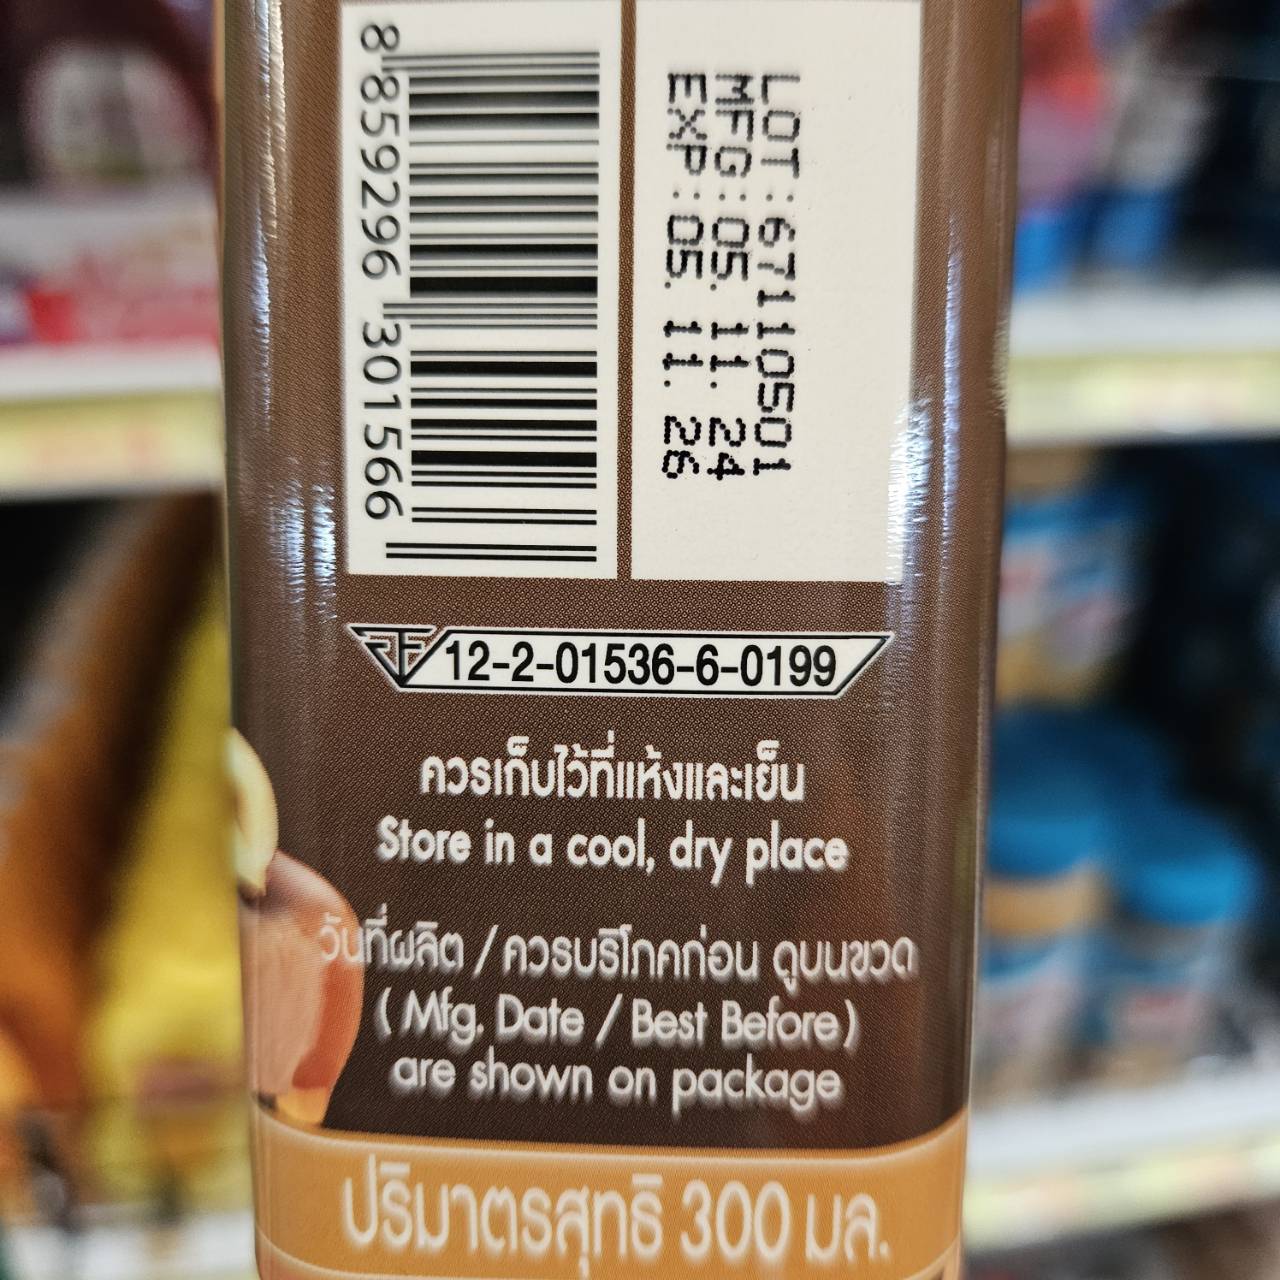 8 859296 301566
LOT : 67110501
MFG : 05. 11. 24
EXP : 05. 11. 26
12-2-01536-6-0199
ควรเก็บไว้ที่แห้งและเย็น
Store in a cool, dry place
วันที่ผลิต / ควรบริโภคก่อน ดูบนขวด
( Mfg. Date / Best Before)
are shown on package
ปริมาตรสุทธิ 300 มล.